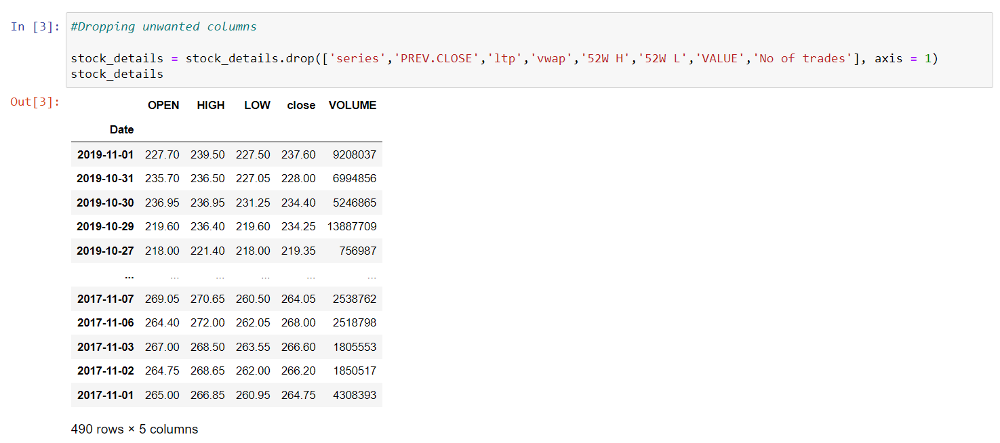 In [3]: #Dropping unwanted columns
stock_details = stock_details.drop(['series','PREV.CLOSE','ltp','vwap','52W H','52W L','VALUE','No of trades'], axis = 1)
stock_details
Out[3]:
OPEN HIGH LOW close VOLUME
Date
2019-11-01 227.70 239.50 227.50 237.60 9208037
2019-10-31 235.70 236.50 227.05 228.00 6994856
2019-10-30 236.95 236.95 231.25 234.40 5246865
2019-10-29 219.60 236.40 219.60 234.25 13887709
2019-10-27 218.00 221.40 218.00 219.35 756987
... ... ... ... ... ...
2017-11-07 269.05 270.65 260.50 264.05 2538762
2017-11-06 264.40 272.00 262.05 268.00 2518798
2017-11-03 267.00 268.50 263.55 266.60 1805553
2017-11-02 264.75 268.65 262.00 266.20 1850517
2017-11-01 265.00 266.85 260.95 264.75 4308393
490 rows × 5 columns